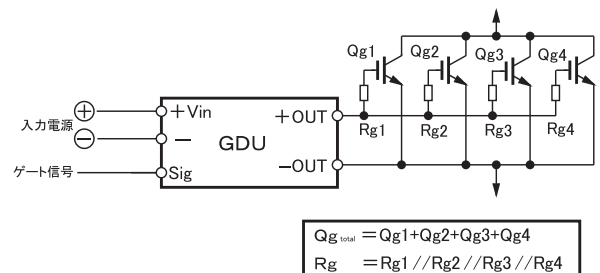 Qg1 Qg2 Qg3 Qg4
入力電源
⊕
⊖
ゲート信号
+Vin
−
Sig
GDU
+OUT
−OUT
Rg1 Rg2 Rg3 Rg4
Qg total =Qg1+Qg2+Qg3+Qg4
Rg =Rg1 //Rg2 //Rg3 //Rg4